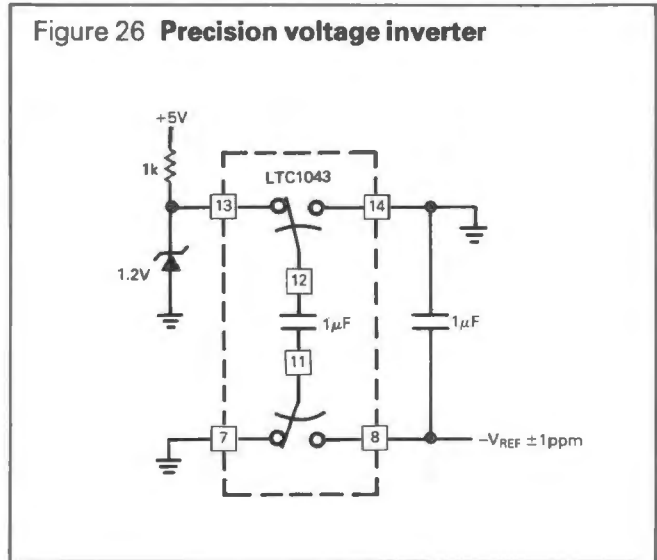 Figure 26 Precision voltage inverter
+5V
1k
LTC1043
13
14
1.2V
12
1μF
1μF
11
7
8
–VREF ±1ppm